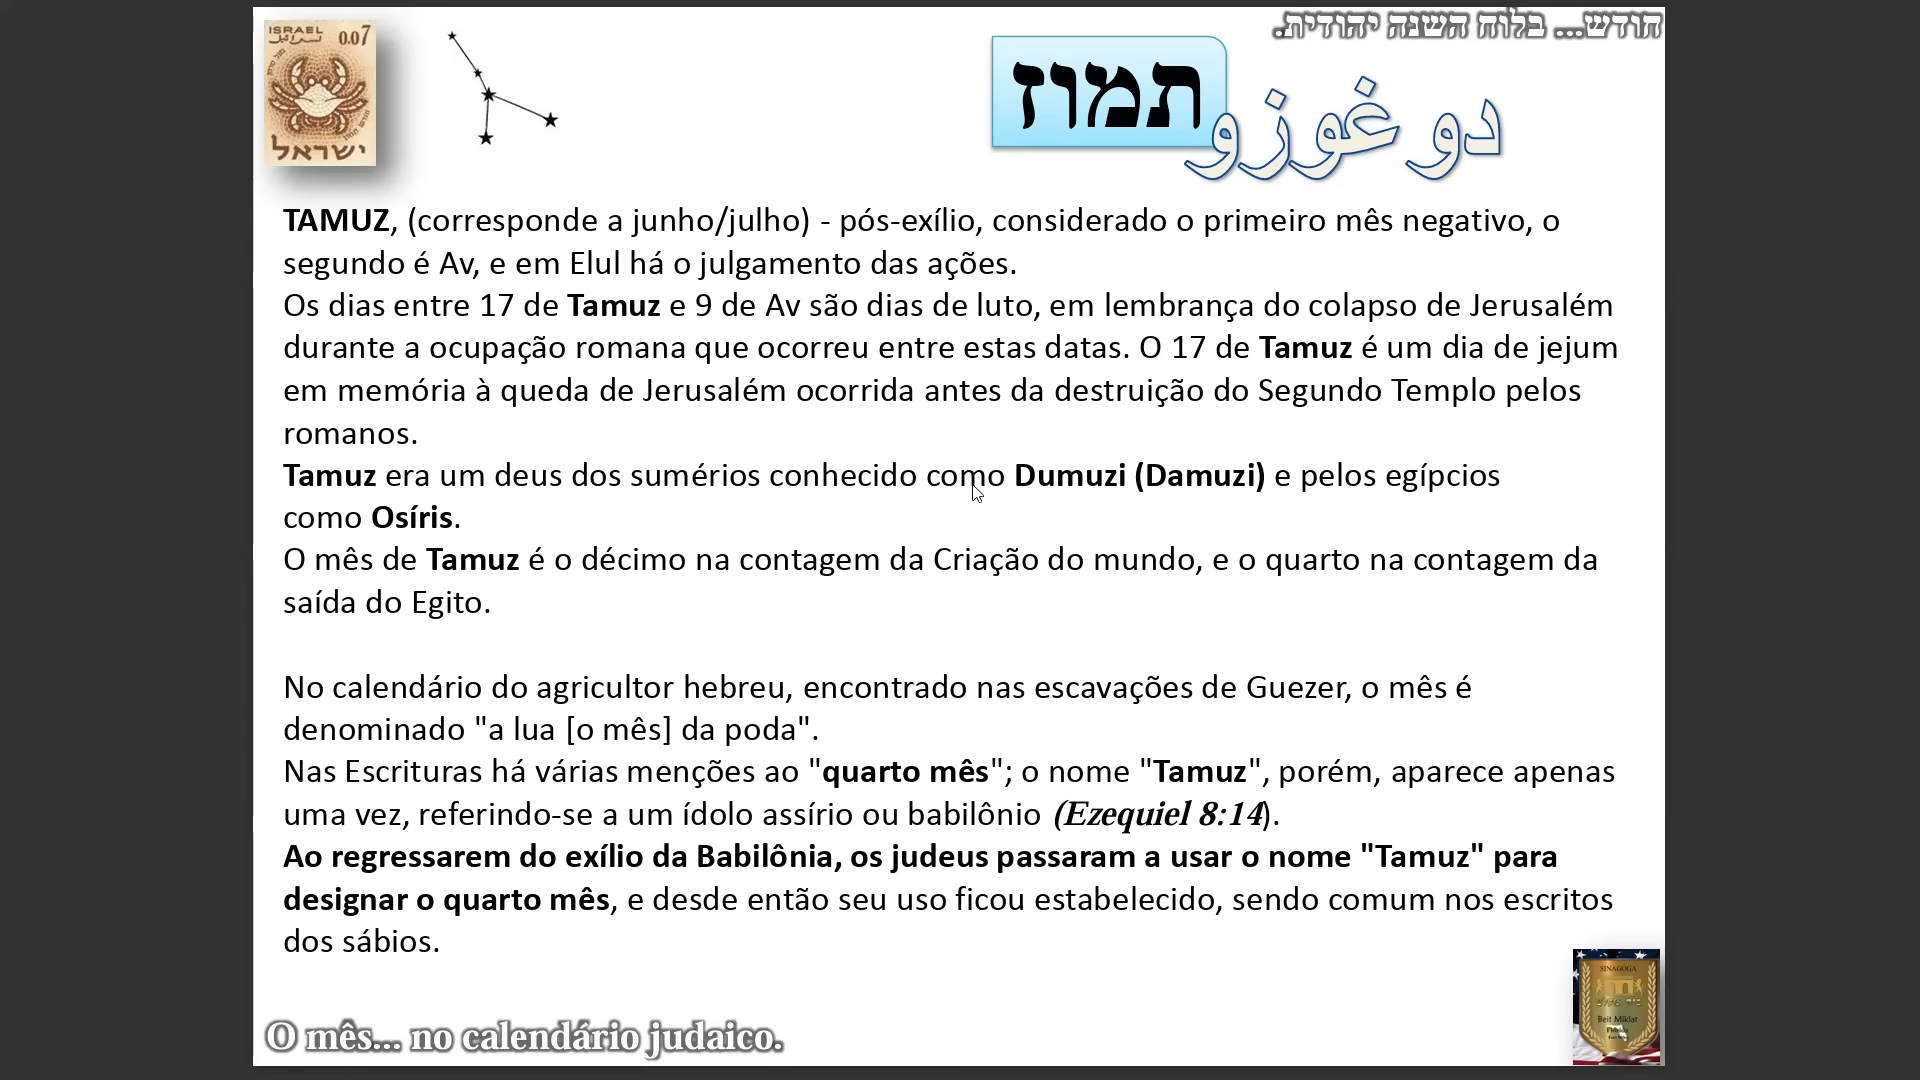 חודש... בלוח השנה יהודית.
ISRAEL
إسرائيل
0.07
ישראל
תמוז
دو غوزو
TAMUZ, (corresponde a junho/julho) - pós-exílio, considerado o primeiro mês negativo, o
segundo é Av, e em Elul há o julgamento das ações.
Os dias entre 17 de Tamuz e 9 de Av são dias de luto, em lembrança do colapso de Jerusalém
durante a ocupação romana que ocorreu entre estas datas. O 17 de Tamuz é um dia de jejum
em memória à queda de Jerusalém ocorrida antes da destruição do Segundo Templo pelos
romanos.
Tamuz era um deus dos sumérios conhecido como Dumuzi (Damuzi) e pelos egípcios
como Osíris.
O mês de Tamuz é o décimo na contagem da Criação do mundo, e o quarto na contagem da
saída do Egito.
No calendário do agricultor hebreu, encontrado nas escavações de Guezer, o mês é
denominado "a lua [o mês] da poda".
Nas Escrituras há várias menções ao "quarto mês"; o nome "Tamuz", porém, aparece apenas
uma vez, referindo-se a um ídolo assírio ou babilônio (Ezequiel 8:14).
Ao regressarem do exílio da Babilônia, os judeus passaram a usar o nome "Tamuz" para
designar o quarto mês, e desde então seu uso ficou estabelecido, sendo comum nos escritos
dos sábios.
O mês... no calendário judaico.
SINAGOGA
Beit Miklat